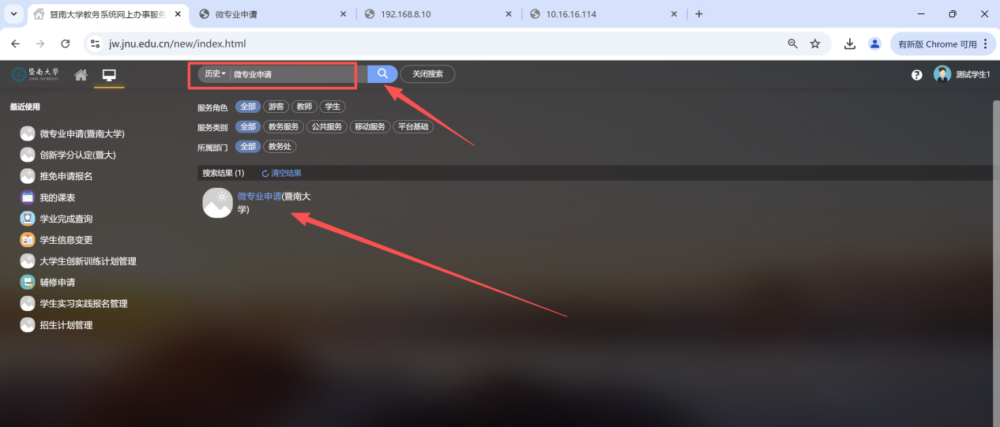 暨南大学教务系统网上办事服务
微专业申请
192.168.8.10
10.16.16.114
jw.jnu.edu.cn/new/index.html
有新版 Chrome 可用
暨南大學
JINAN UNIVERSITY
历史 微专业申请
关闭搜索
测试学生1
最近使用
微专业申请(暨南大学)
创新学分认定(暨大)
推免申请报名
我的课表
学业完成查询
学生信息变更
大学生创新训练计划管理
辅修申请
学生实习实践报名管理
招生计划管理
服务角色 全部 游客 教师 学生
服务类别 全部 教务服务 公共服务 移动服务 平台基础
所属部门 全部 教务处
搜索结果 (1) 清空结果
微专业申请(暨南大
学)